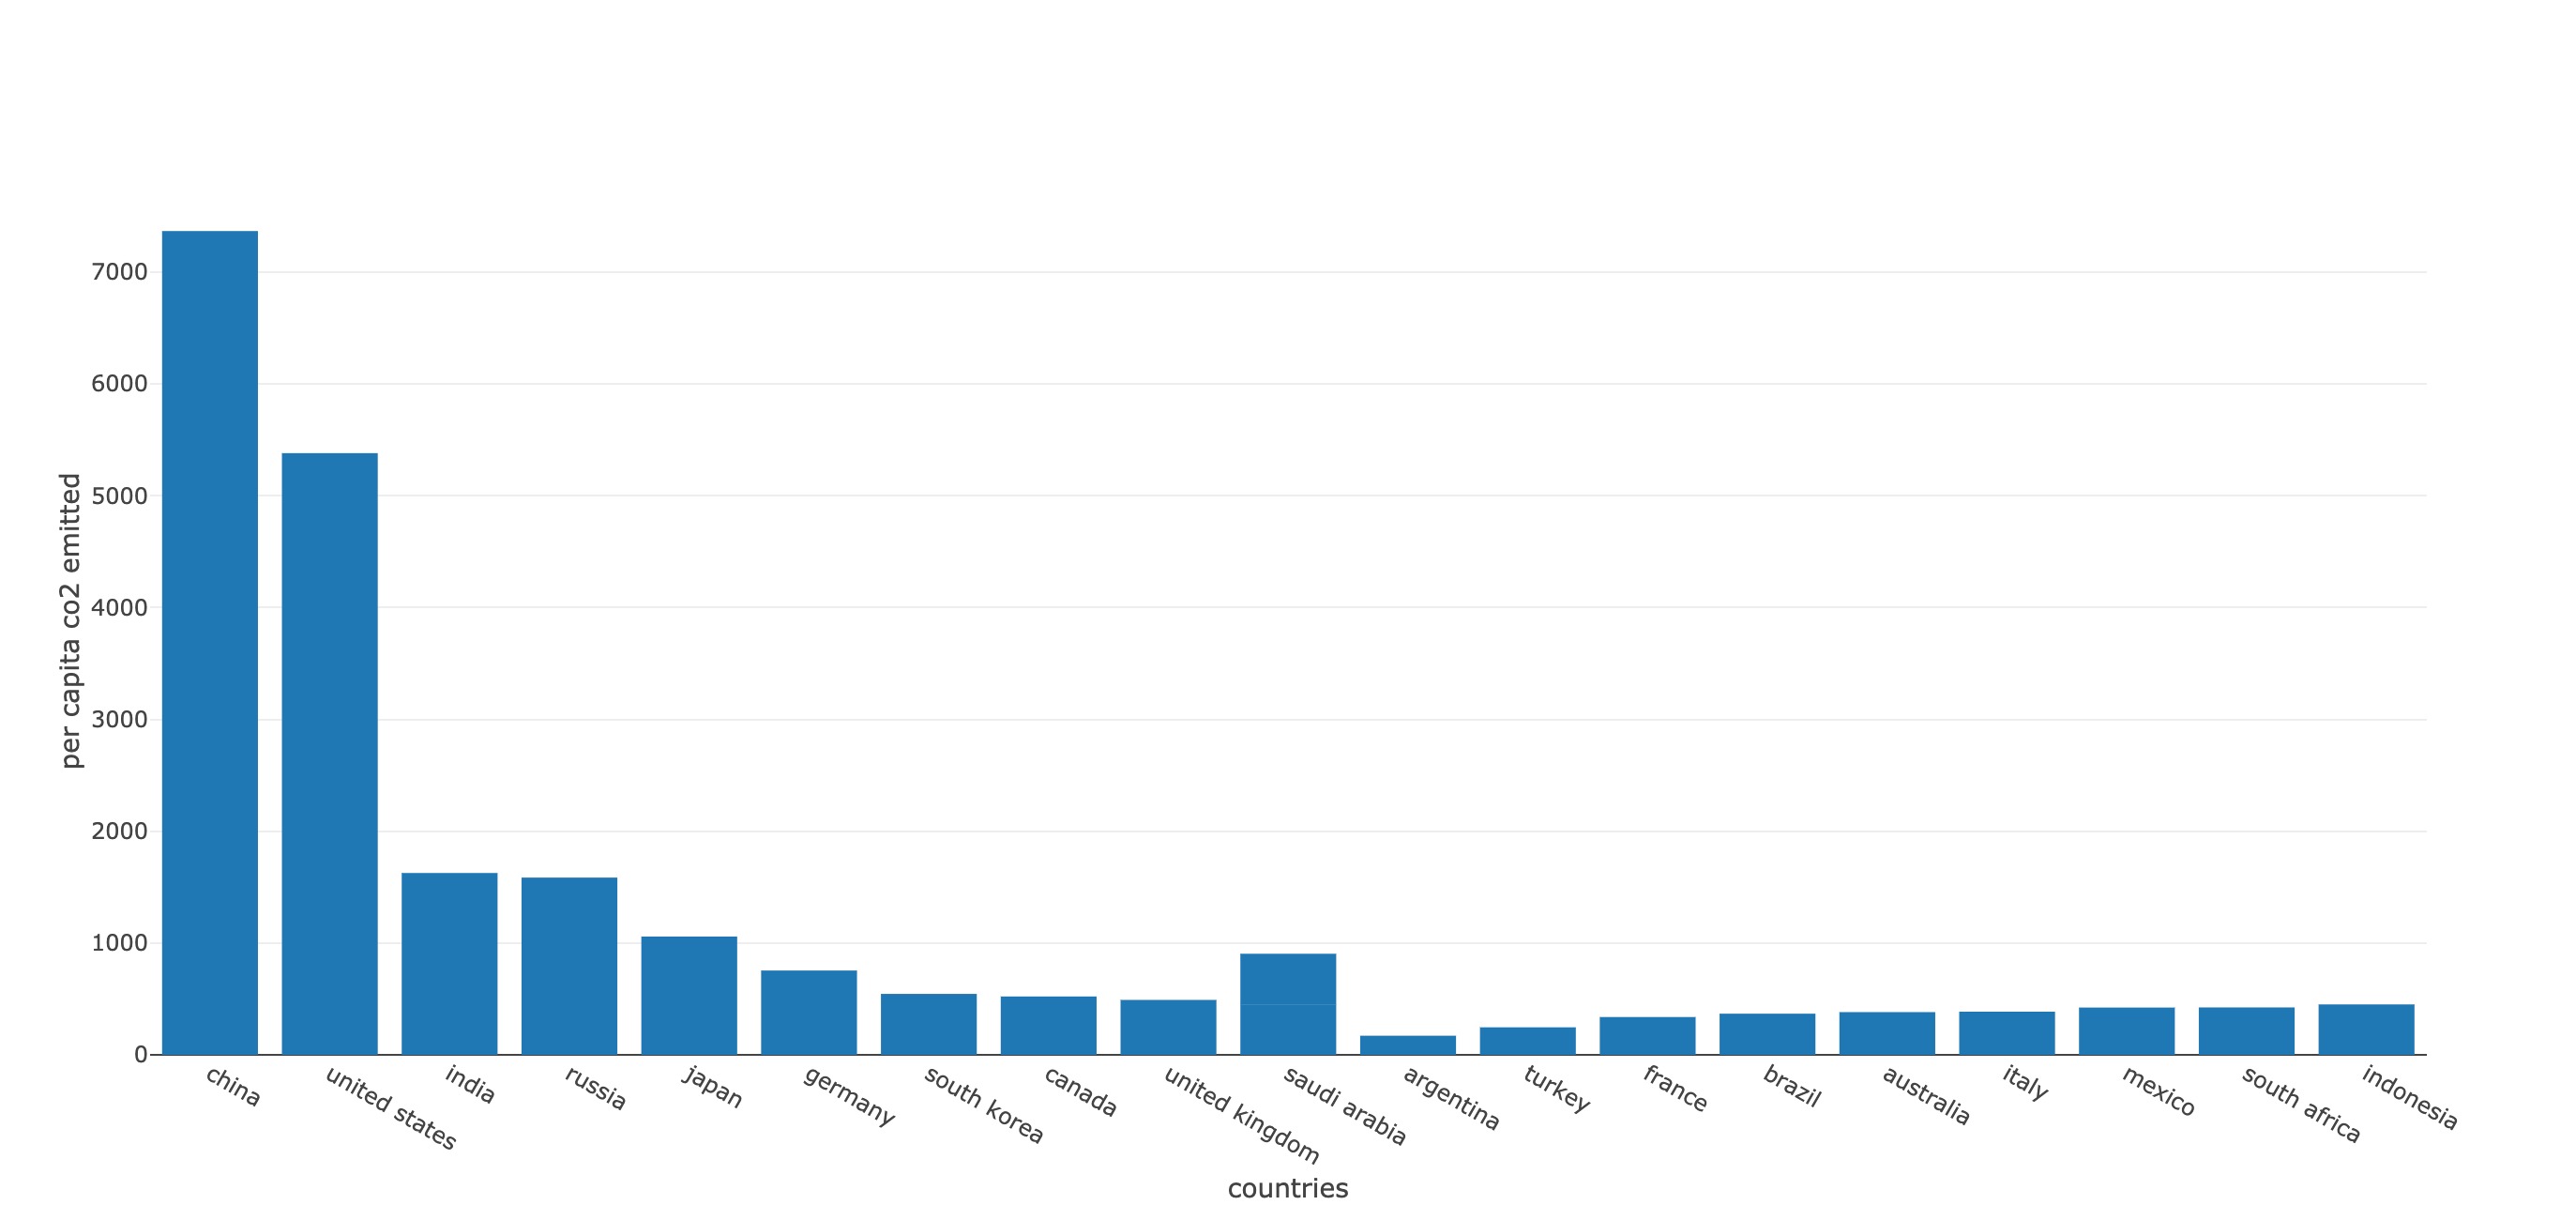 per capita co2 emitted
7000
6000
5000
4000
3000
2000
1000
0
china
united states
india
russia
japan
germany
south korea
canada
united kingdom
saudi arabia
argentina
turkey
france
brazil
australia
italy
mexico
south africa
indonesia
countries